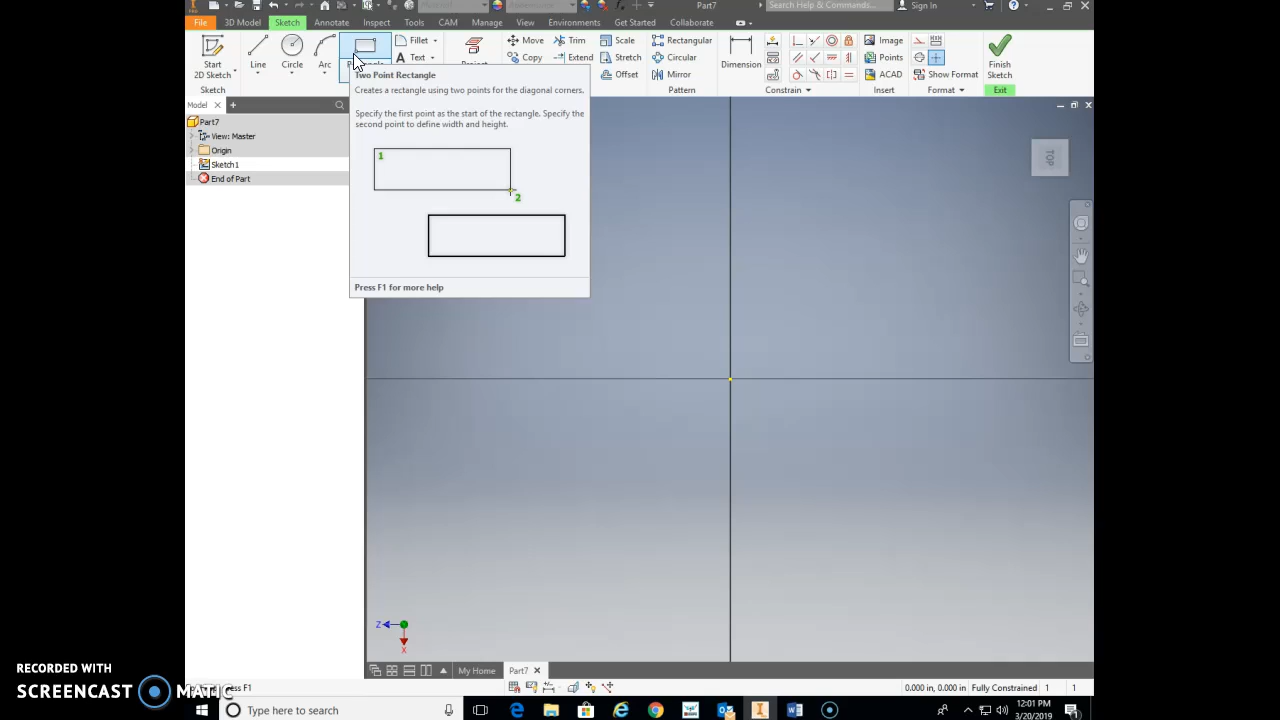 Part7
Search Help & Commands...
Sign In
File
3D Model
Sketch
Annotate
Inspect
Tools
CAM
Manage
View
Environments
Get Started
Collaborate
Start
2D Sketch
Line
Circle
Arc
Fillet
Text
Move
Copy
Trim
Extend
Offset
Scale
Stretch
Rectangular
Circular
Mirror
Dimension
Image
Points
ACAD
Show Format
Finish
Sketch
Sketch
Pattern
Constrain
Insert
Format
Exit
Two Point Rectangle
Creates a rectangle using two points for the diagonal corners.
Specify the first point as the start of the rectangle. Specify the
second point to define width and height.
1
2
Press F1 for more help
Model
Part7
View: Master
Origin
Sketch1
End of Part
TOP
Z
X
My Home
Part7
RECORDED WITH
SCREENCAST MATIC
press F1
0.000 in, 0.000 in
Fully Constrained
1
1
Type here to search
12:01 PM
3/20/2019